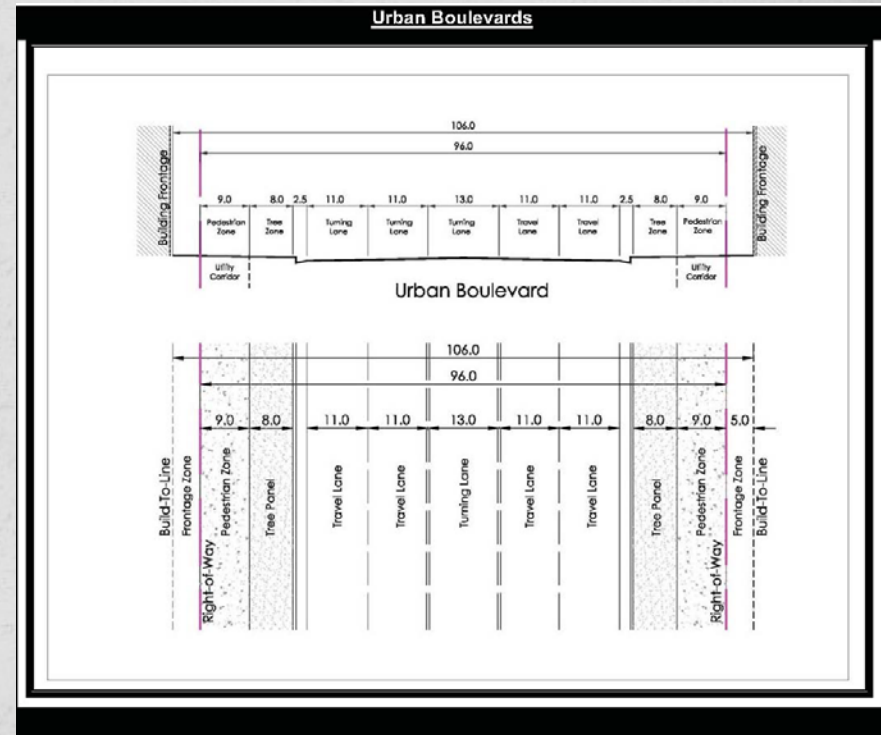 Urban Boulevards
106.0
96.0
9.0 8.0 2.5 11.0 11.0 13.0 11.0 11.0 2.5 8.0 9.0
Building Frontage
Pedestrian Zone
Tree Zone
Turning Lane
Turning Lane
Turning Lane
Travel Lane
Travel Lane
Tree Zone
Pedestrian Zone
Building Frontage
Utility Corridor
Utility Corridor
Urban Boulevard
106.0
96.0
9.0 8.0 11.0 11.0 13.0 11.0 11.0 8.0 9.0 5.0
Build-To-Line
Frontage Zone
Right-of-Way
Pedestrian Zone
Tree Panel
Travel Lane
Travel Lane
Turning Lane
Travel Lane
Travel Lane
Tree Panel
Pedestrian Zone
Right-of-Way
Frontage Zone
Build-To-Line